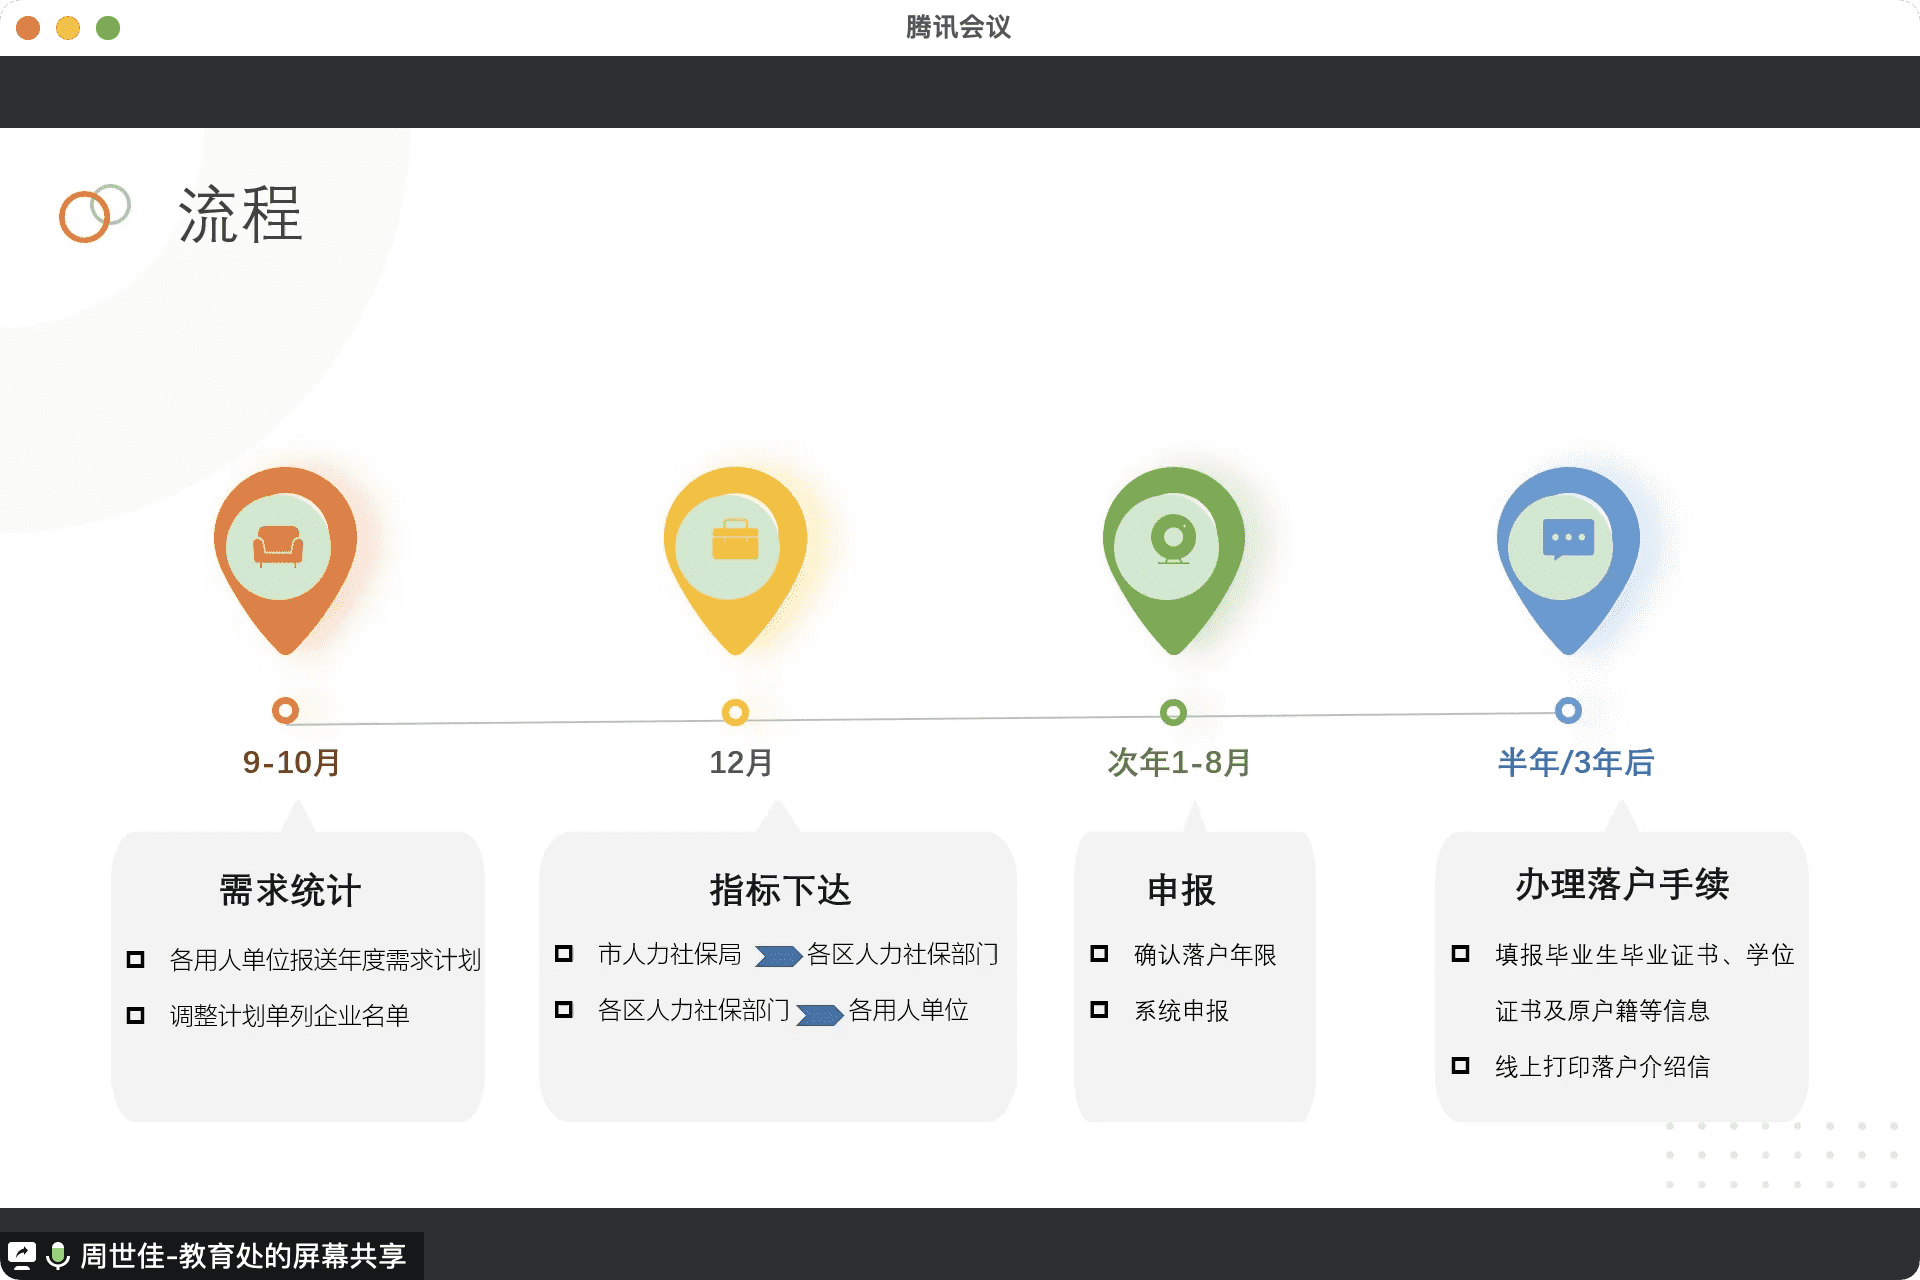 腾讯会议
流程
9-10月
需求统计
各用人单位报送年度需求计划
调整计划单列企业名单
12月
指标下达
市人力社保局 各区人力社保部门
各区人力社保部门 各用人单位
次年1-8月
申报
确认落户年限
系统申报
半年/3年后
办理落户手续
填报毕业生毕业证书、学位
证书及原户籍等信息
线上打印落户介绍信
周世佳-教育处的屏幕共享